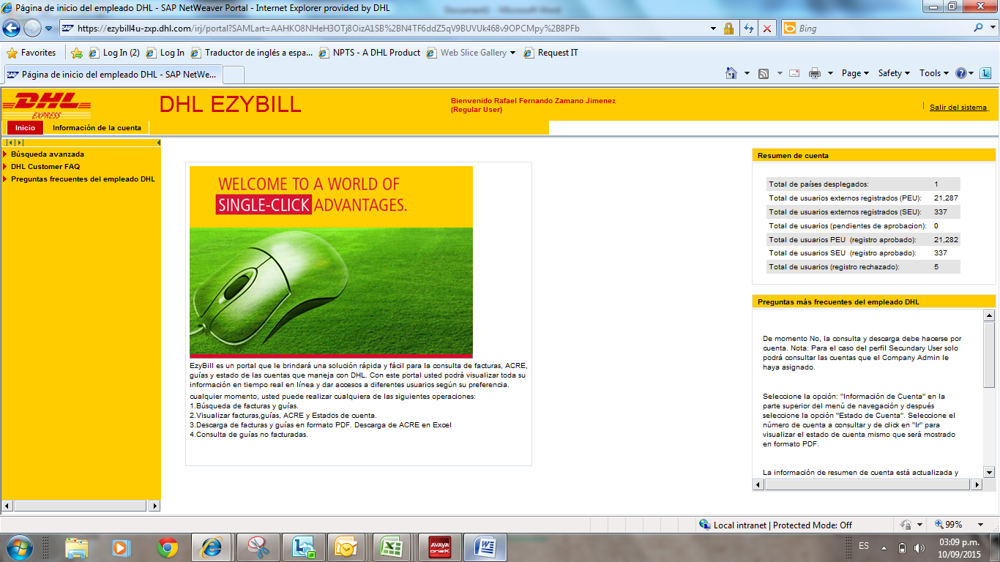 Página de inicio del empleado DHL - SAP NetWeaver Portal - Internet Explorer provided by DHL
https://ezybill4u-zxp.dhl.com/irj/portal?SAMLart=AAHKO8NHeH3OTj8OizA1SB%2BN4TF6ddZ5qV9BUVUk468v9OPCMpy%2B8PFb
Bing
Favorites
Log In (2)
Log In
Traductor de inglés a espa...
NPTS - A DHL Product
Web Slice Gallery
Request IT
Página de inicio del empleado DHL - SAP NetWe...
Page
Safety
Tools
DHL
EXPRESS
DHL EZYBILL
Bienvenido Rafael Fernando Zamano Jimenez
(Regular User)
Salir del sistema
Inicio
Información de la cuenta
Búsqueda avanzada
DHL Customer FAQ
Preguntas frecuentes del empleado DHL
WELCOME TO A WORLD OF
SINGLE-CLICK ADVANTAGES.
EzyBill es un portal que le brindará una solución rápida y fácil para la consulta de facturas, ACRE,
guías y estado de las cuentas que maneja con DHL. Con este portal usted podrá visualizar toda su
información en tiempo real en línea y dar accesos a diferentes usuarios según su preferencia.
cualquier momento, usted puede realizar cualquiera de las siguientes operaciones:
1.Búsqueda de facturas y guías.
2.Visualizar facturas,guías, ACRE y Estados de cuenta.
3.Descarga de facturas y guías en formato PDF. Descarga de ACRE en Excel
4.Consulta de guías no facturadas.
Resumen de cuenta
Total de países desplegados: 1
Total de usuarios externos registrados (PEU): 21,287
Total de usuarios externos registrados (SEU): 337
Total de usuarios (pendientes de aprobacion): 0
Total de usuarios PEU (registro aprobado): 21,282
Total de usuarios SEU (registro aprobado): 337
Total de usuarios (registro rechazado): 5
Preguntas más frecuentes del empleado DHL
De momento No, la consulta y descarga debe hacerse por
cuenta. Nota: Para el caso del perfil Secundary User solo
podrá consultar las cuentas que el Company Admin le
haya asignado.
Seleccione la opción: "Información de Cuenta" en la
parte superior del menú de navegación y después
seleccione la opción "Estado de Cuenta". Seleccione el
número de cuenta a consultar y de click en "Ir" para
visualizar el estado de cuenta mismo que será mostrado
en formato PDF.
La información de resumen de cuenta está actualizada y
Local intranet | Protected Mode: Off
99%
AVAYA
one-X
ES
03:09 p.m.
10/09/2015